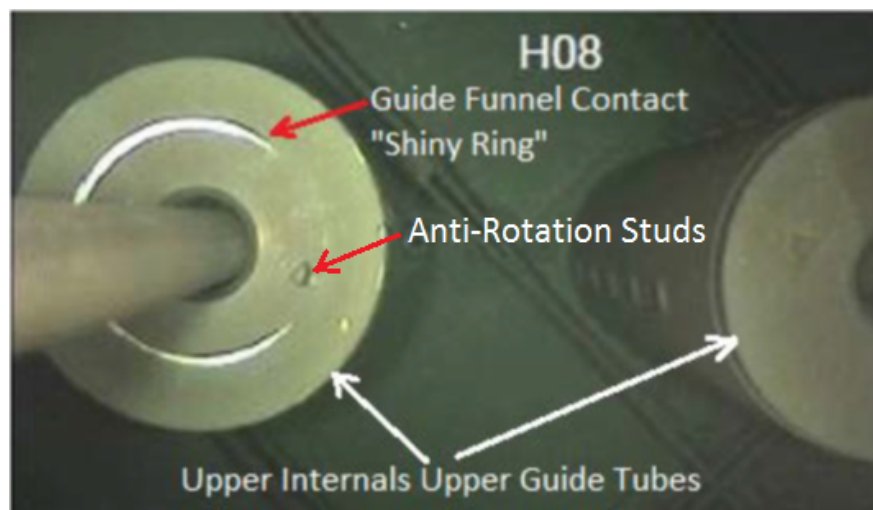 H08
Guide Funnel Contact
"Shiny Ring"
Anti-Rotation Studs
Upper Internals Upper Guide Tubes